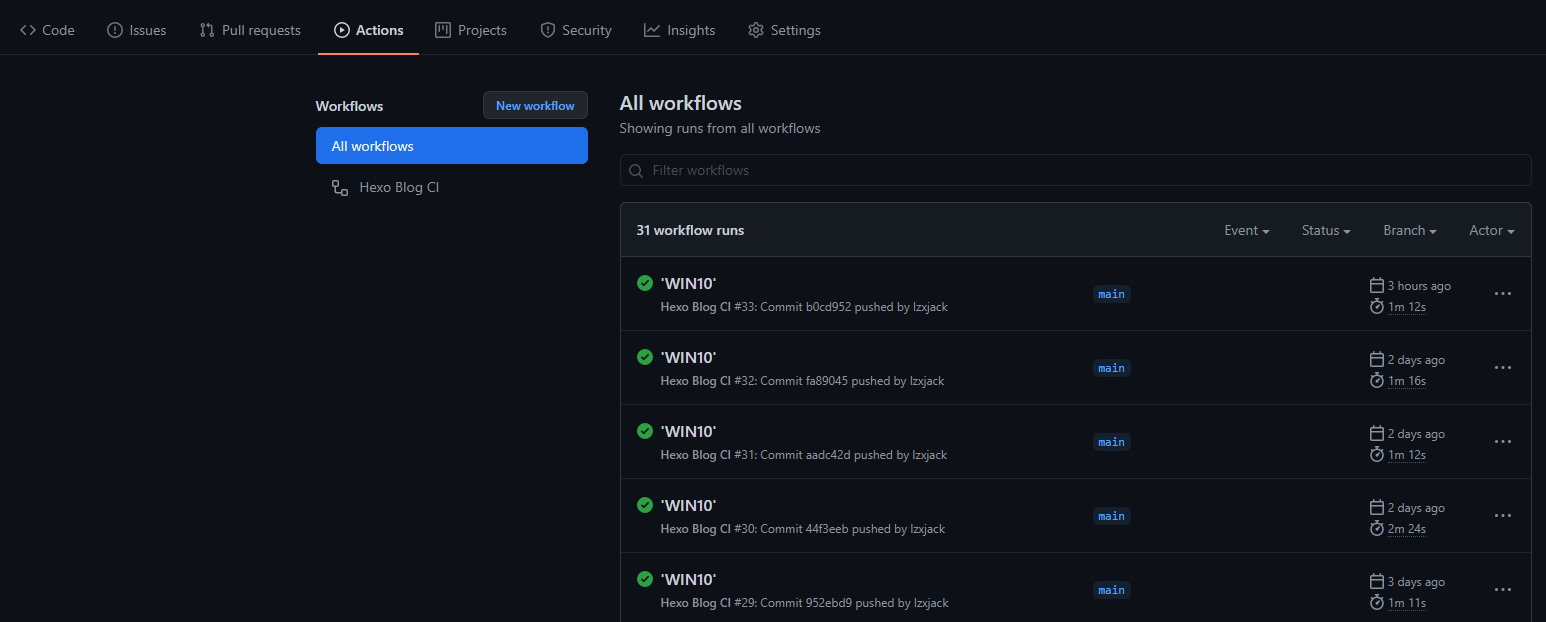 Code Issues Pull requests Actions Projects Security Insights Settings
Workflows
New workflow
All workflows
Hexo Blog CI
All workflows
Showing runs from all workflows
Filter workflows
31 workflow runs Event Status Branch Actor
'WIN10'
Hexo Blog CI #33: Commit b0cd952 pushed by lzxjack
main
3 hours ago
1m 12s
'WIN10'
Hexo Blog CI #32: Commit fa89045 pushed by lzxjack
main
2 days ago
1m 16s
'WIN10'
Hexo Blog CI #31: Commit aadc42d pushed by lzxjack
main
2 days ago
1m 12s
'WIN10'
Hexo Blog CI #30: Commit 44f3eeb pushed by lzxjack
main
2 days ago
2m 24s
'WIN10'
Hexo Blog CI #29: Commit 952ebd9 pushed by lzxjack
main
3 days ago
1m 11s